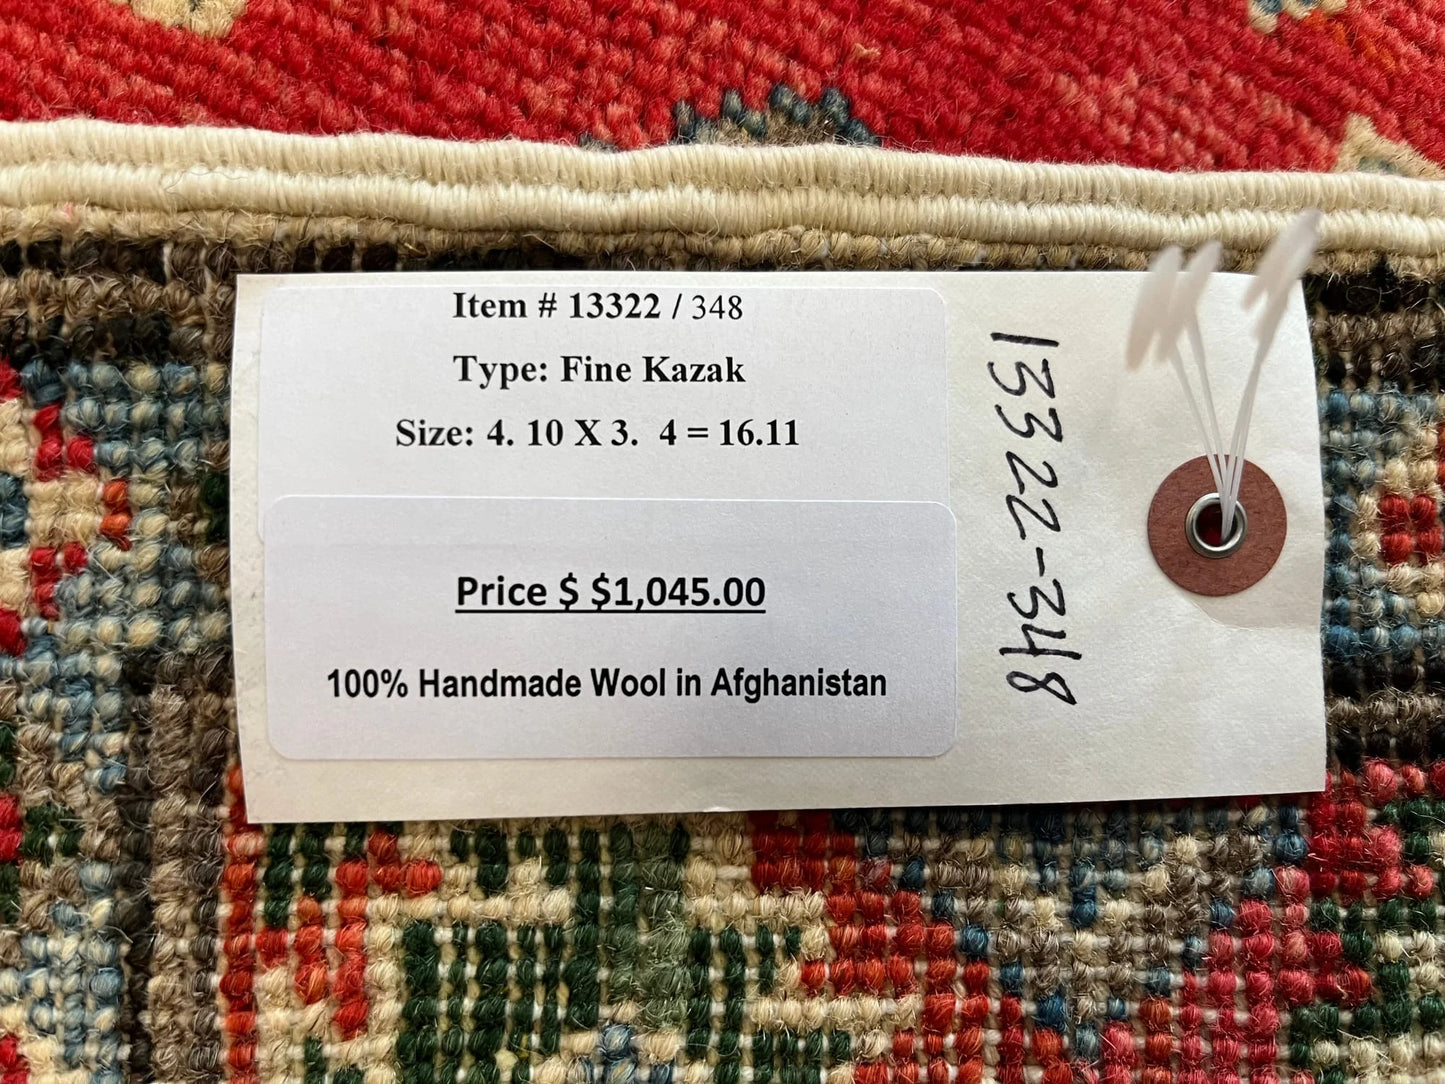 Item # 13322 / 348
Type: Fine Kazak
Size: 4. 10 X 3.  4 = 16.11
Price $ $1,045.00
100% Handmade Wool in Afghanistan
13322-348